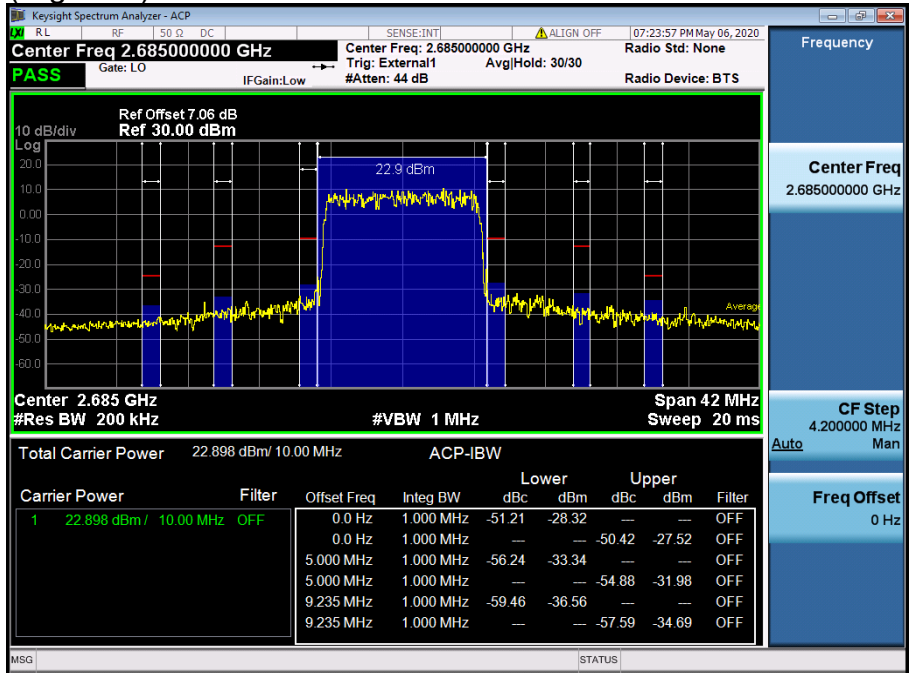 Keysight Spectrum Analyzer - ACP
LXI RL RF 50 Ω DC SENSE:INT ALIGN OFF 07:23:57 PM May 06, 2020
Center Freq 2.685000000 GHz Center Freq: 2.685000000 GHz Radio Std: None
Gate: LO Trig: External1 Avg|Hold: 30/30
PASS IFGain:Low #Atten: 44 dB Radio Device: BTS
Ref Offset 7.06 dB
10 dB/div Ref 30.00 dBm
Log
20.0
22.9 dBm
10.0
0.00
-10.0
-20.0
-30.0
-40.0
Average
-50.0
-60.0
Center 2.685 GHz Span 42 MHz
#Res BW 200 kHz #VBW 1 MHz Sweep 20 ms
Total Carrier Power 22.898 dBm/ 10.00 MHz ACP-IBW
Lower Upper
Carrier Power Filter Offset Freq Integ BW dBc dBm dBc dBm Filter
1 22.898 dBm / 10.00 MHz OFF 0.0 Hz 1.000 MHz -51.21 -28.32 --- --- OFF
0.0 Hz 1.000 MHz --- --- -50.42 -27.52 OFF
5.000 MHz 1.000 MHz -56.24 -33.34 --- --- OFF
5.000 MHz 1.000 MHz --- --- -54.88 -31.98 OFF
9.235 MHz 1.000 MHz -59.46 -36.56 --- --- OFF
9.235 MHz 1.000 MHz --- --- -57.59 -34.69 OFF
MSG STATUS
Frequency
Center Freq
2.685000000 GHz
CF Step
4.200000 MHz
Auto Man
Freq Offset
0 Hz